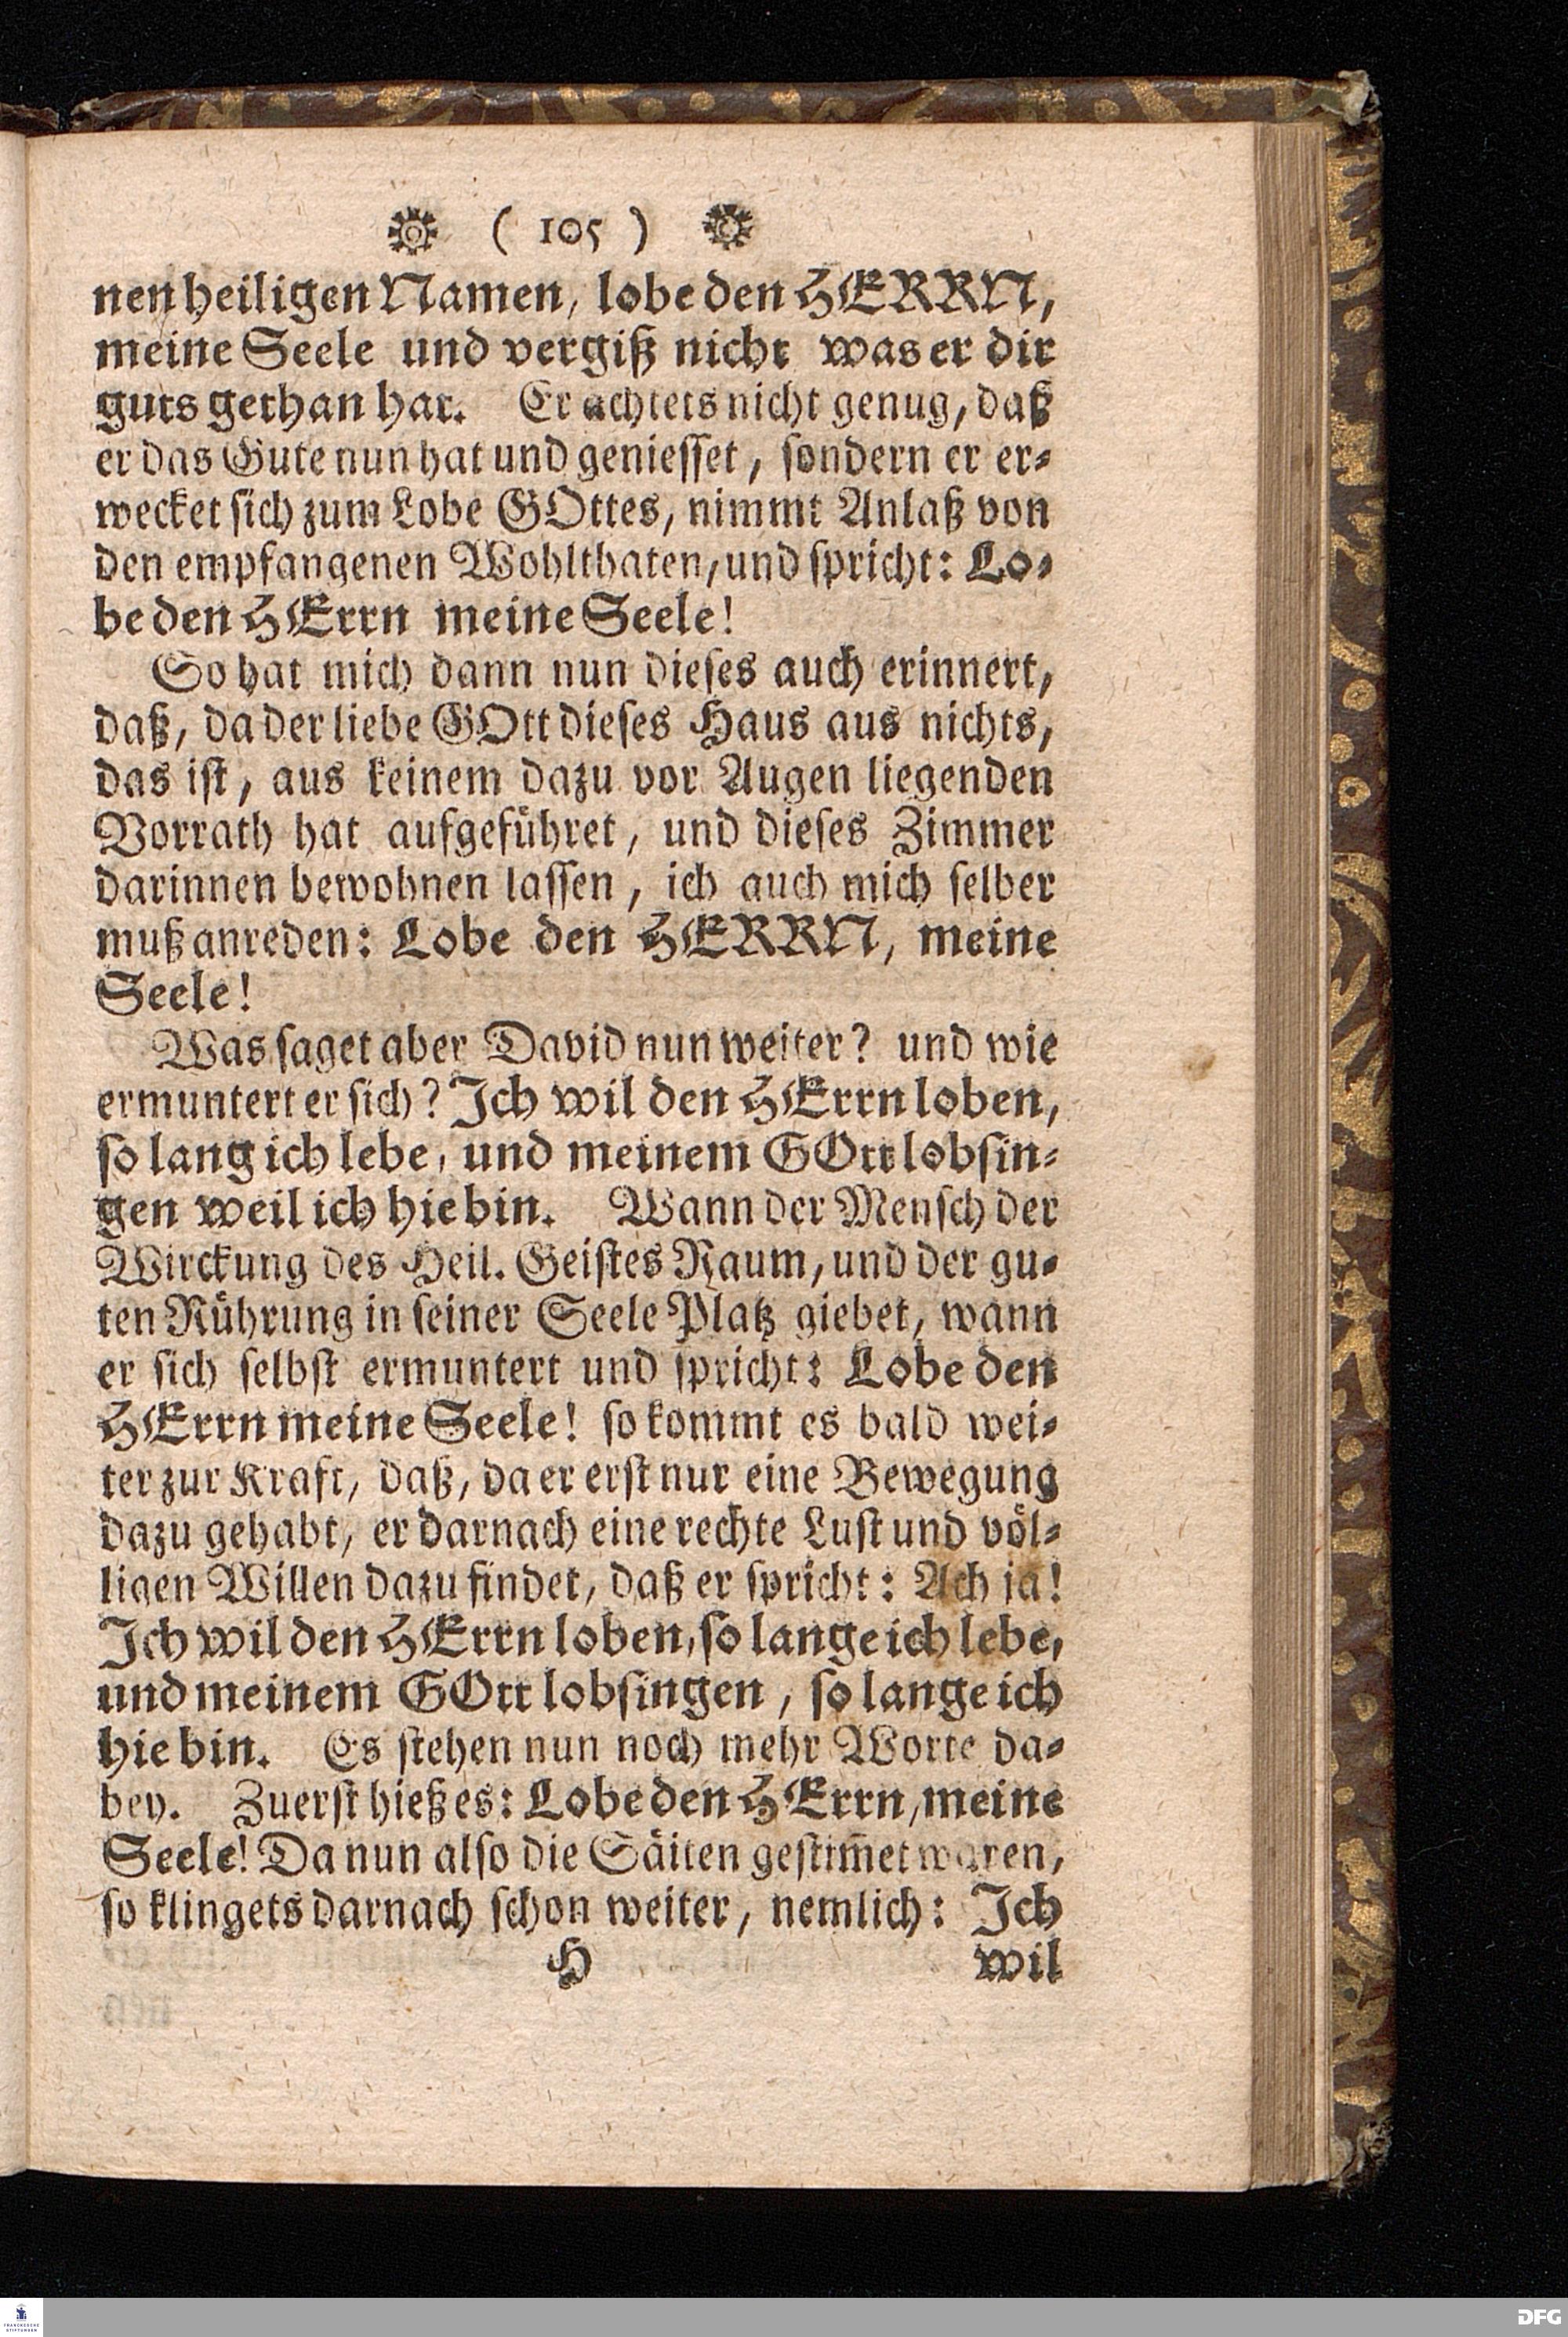 ( 105 )
nen heiligen Namen, lobe den HERRN,
meine Seele und vergiß nicht was er dir
guts gethan hat. Er achtets nicht genug, daß
er das Gute nun hat und geniesset, sondern er er-
wecket sich zum Lobe GOttes, nimmt Anlaß von
den empfangenen Wohlthaten, und spricht: Lo-
be den HErrn meine Seele!
So hat mich dann nun dieses auch erinnert,
daß, da der liebe GOtt dieses Haus aus nichts,
das ist, aus keinem dazu vor Augen liegenden
Vorrath hat aufgeführet, und dieses Zimmer
darinnen bewohnen lassen, ich auch mich selber
muß anreden: Lobe den HERRN, meine
Seele!
Was saget aber David nun weiter? und wie
ermuntert er sich? Ich wil den HErrn loben,
so lang ich lebe, und meinem GOtt lobsin-
gen weil ich hie bin. Wann der Mensch der
Wirckung des Heil. Geistes Raum, und der gu-
ten Rührung in seiner Seele Platz giebet, wann
er sich selbst ermuntert und spricht: Lobe den
HErrn meine Seele! so kommt es bald wei-
ter zur Kraft, daß, da er erst nur eine Bewegung
dazu gehabt, er darnach eine rechte Lust und völ-
ligen Willen dazu findet, daß er spricht: Ach ja!
Ich wil den HErrn loben, so lange ich lebe,
und meinem GOtt lobsingen, so lange ich
hie bin. Es stehen nun noch mehr Worte da-
bey. Zuerst hieß es: Lobe den HErrn, meine
Seele! Da nun also die Säiten gestim̃et waren,
so klingets darnach schon weiter, nemlich: Ich
H wil
FRANCKESCHE
STIFTUNGEN
DFG